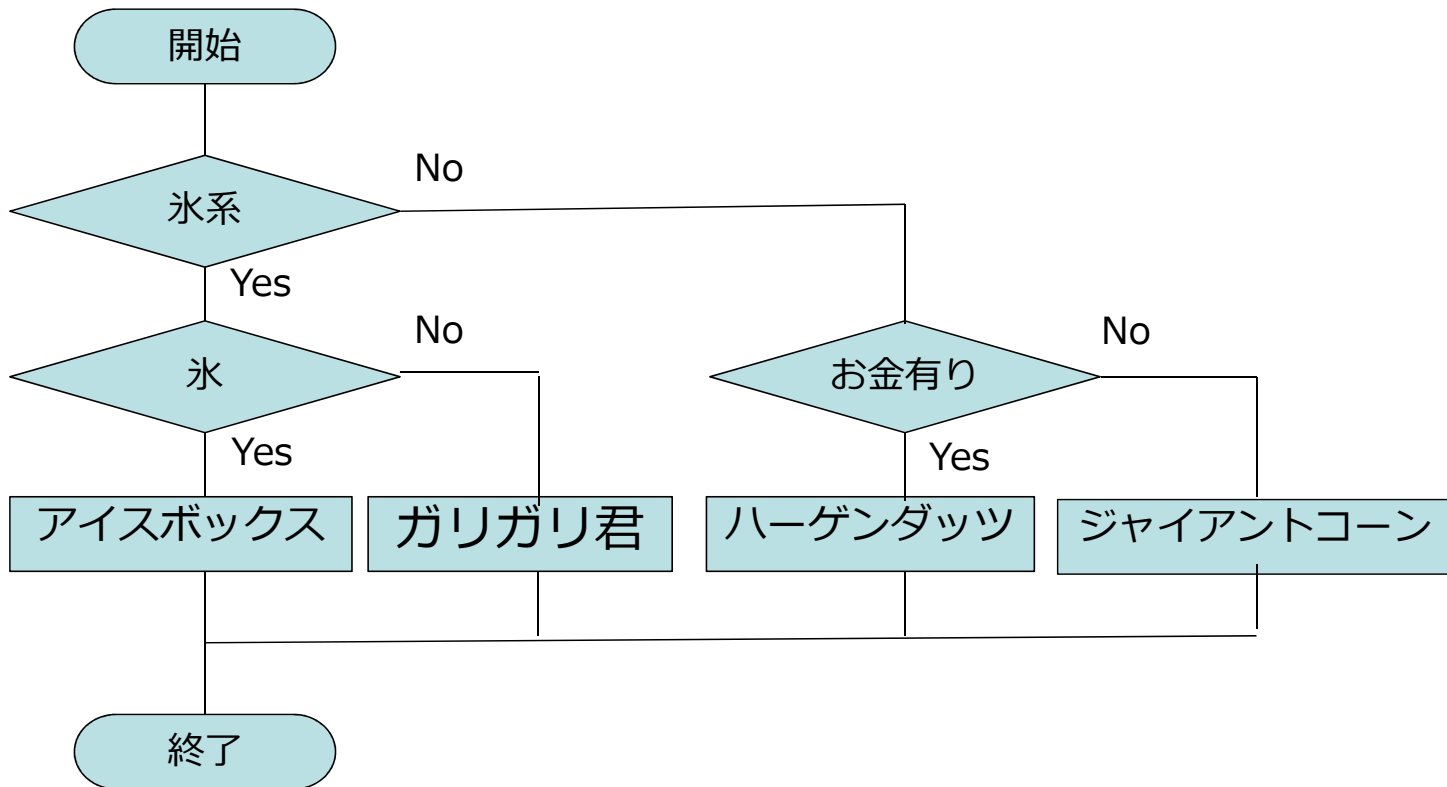 開始
No
氷系
Yes
No
No
氷
お金有り
Yes
Yes
アイスボックス
ガリガリ君
ハーゲンダッツ
ジャイアントコーン
終了